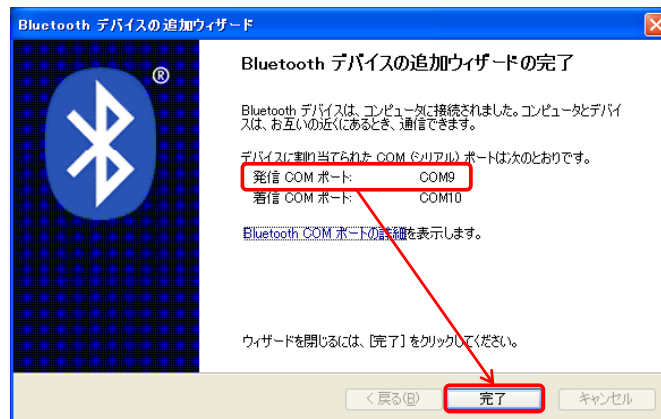 Bluetooth デバイスの追加ウィザード
®
Bluetooth デバイスの追加ウィザードの完了
Bluetooth デバイスは、コンピュータに接続されました。コンピュータとデバイ
スは、お互いの近くにあるとき、通信できます。
デバイスに割り当てられた COM (シリアル) ポートは次のとおりです。
発信 COM ポート: COM9
着信 COM ポート: COM10
Bluetooth COM ポートの詳細を表示します。
ウィザードを閉じるには、[完了] をクリックしてください。
< 戻る(B) 完了 キャンセル